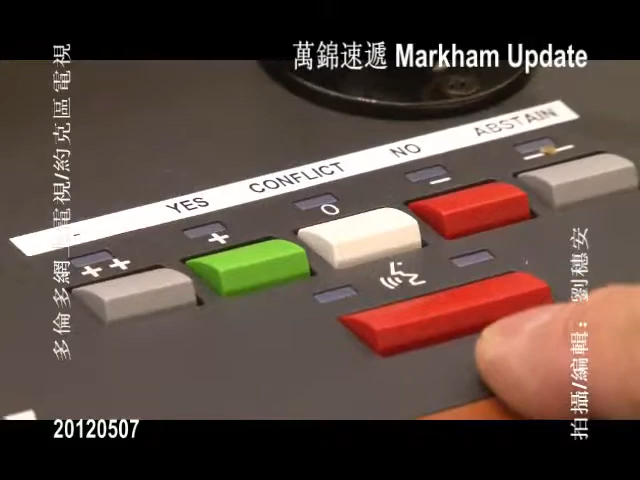 萬錦速遞 Markham Update
多倫多網上電視/約克區電視
YES
CONFLICT
NO
ABSTAIN
++
+
O
—
拍攝/編輯：劉穗安
20120507